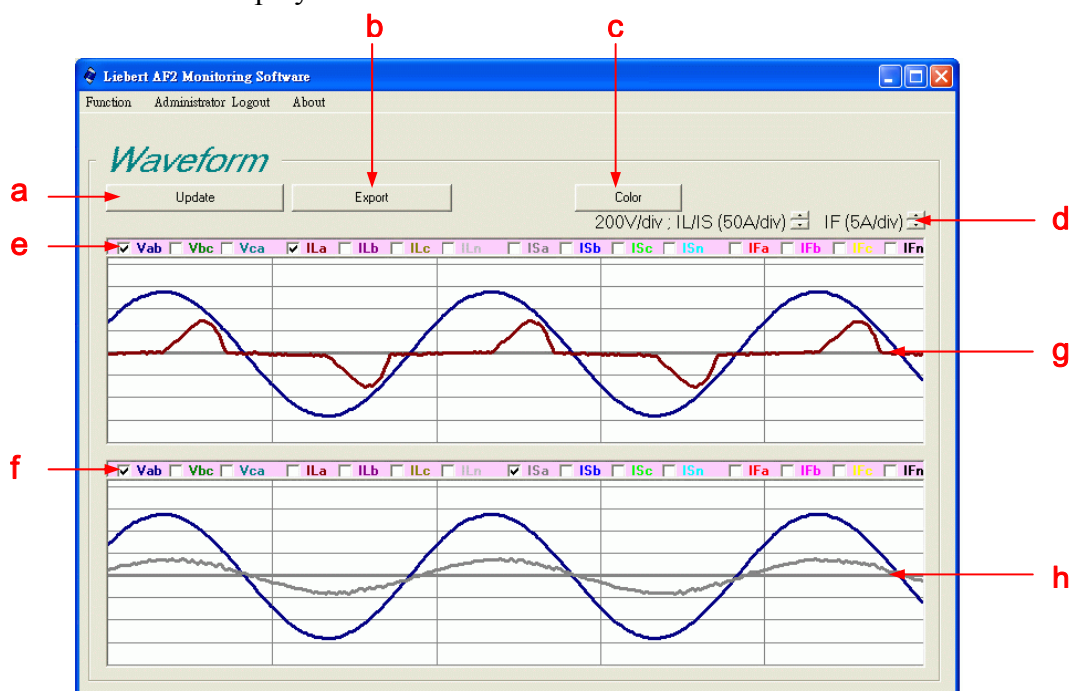 b c
Liebert AF2 Monitoring Software
Function Administrator Logout About
Waveform
a Update Export Color
200V/div ; IL/IS (50A/div) IF (5A/div) d
e Vab Vbc Vca ILa ILb ILc ILn ISa ISb ISc ISn IFa IFb IFc IFn
g
f Vab Vbc Vca ILa ILb ILc ILn ISa ISb ISc ISn IFa IFb IFc IFn
h